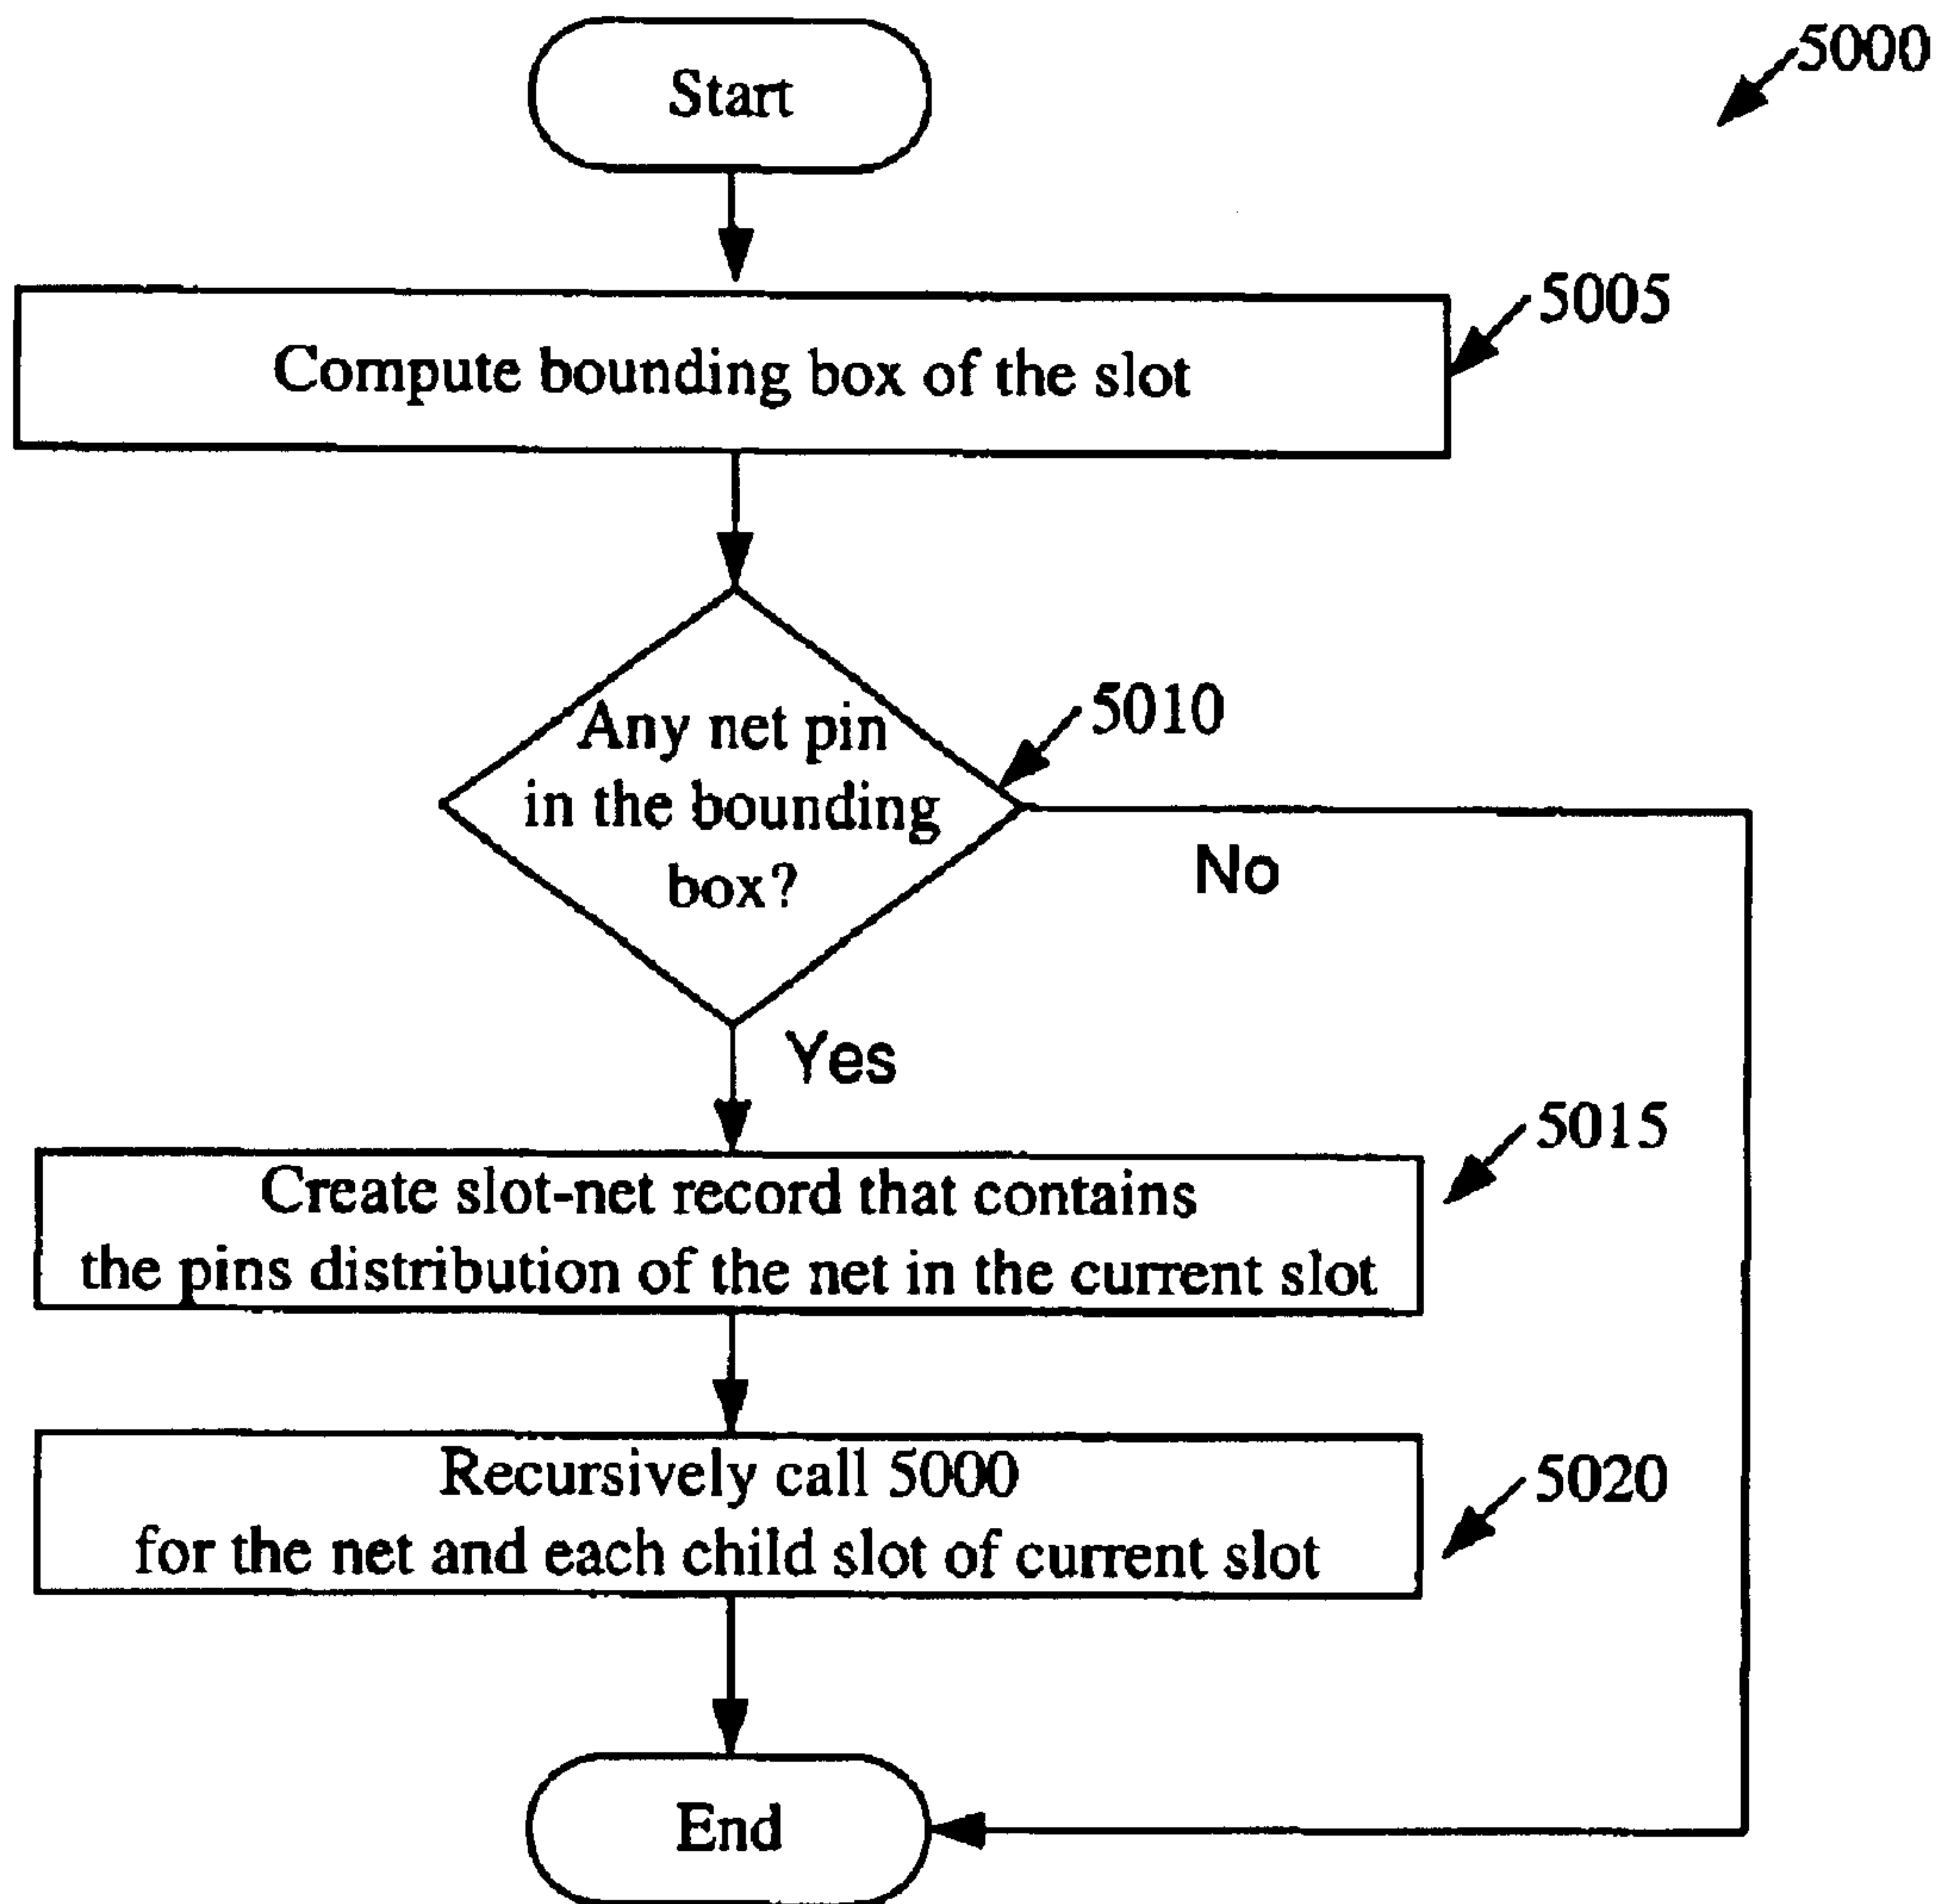 Start
5000
5005
Compute bounding box of the slot
5010
Any net pin
in the bounding
box?
No
Yes
5015
Create slot-net record that contains
the pins distribution of the net in the current slot
5020
Recursively call 5000
for the net and each child slot of current slot
End